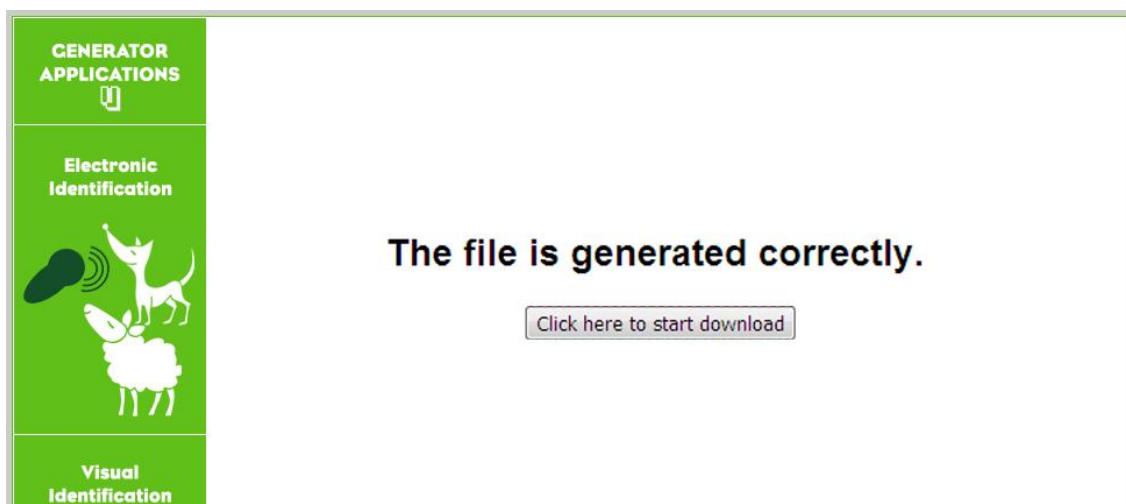 GENERATOR
APPLICATIONS
Electronic
Identification
The file is generated correctly.
Click here to start download
Visual
Identification